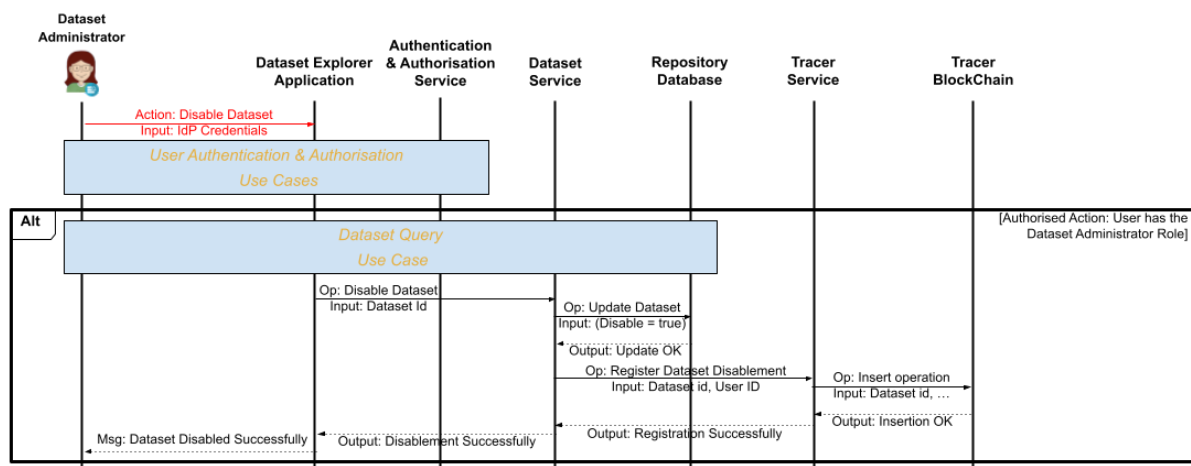 Dataset
Administrator
Dataset Explorer
Application
Authentication
& Authorisation
Service
Dataset
Service
Repository
Database
Tracer
Service
Tracer
BlockChain
Action: Disable Dataset
Input: IdP Credentials
User Authentication & Authorisation
Use Cases
Alt
[Authorised Action: User has the
Dataset Administrator Role]
Dataset Query
Use Case
Op: Disable Dataset
Input: Dataset Id
Op: Update Dataset
Input: (Disable = true)
Output: Update OK
Op: Register Dataset Disablement
Input: Dataset id, User ID
Op: Insert operation
Input: Dataset id, …
Output: Insertion OK
Output: Registration Successfully
Output: Disablement Successfully
Msg: Dataset Disabled Successfully